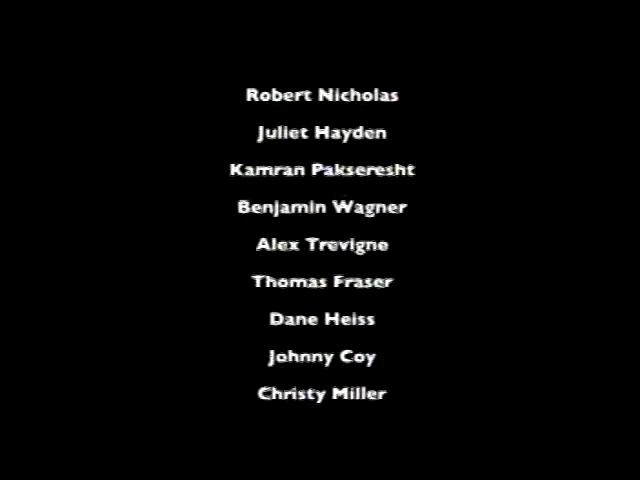 Robert Nicholas
Juliet Hayden
Kamran Pakseresht
Benjamin Wagner
Alex Trevigne
Thomas Fraser
Dane Heiss
Johnny Coy
Christy Miller